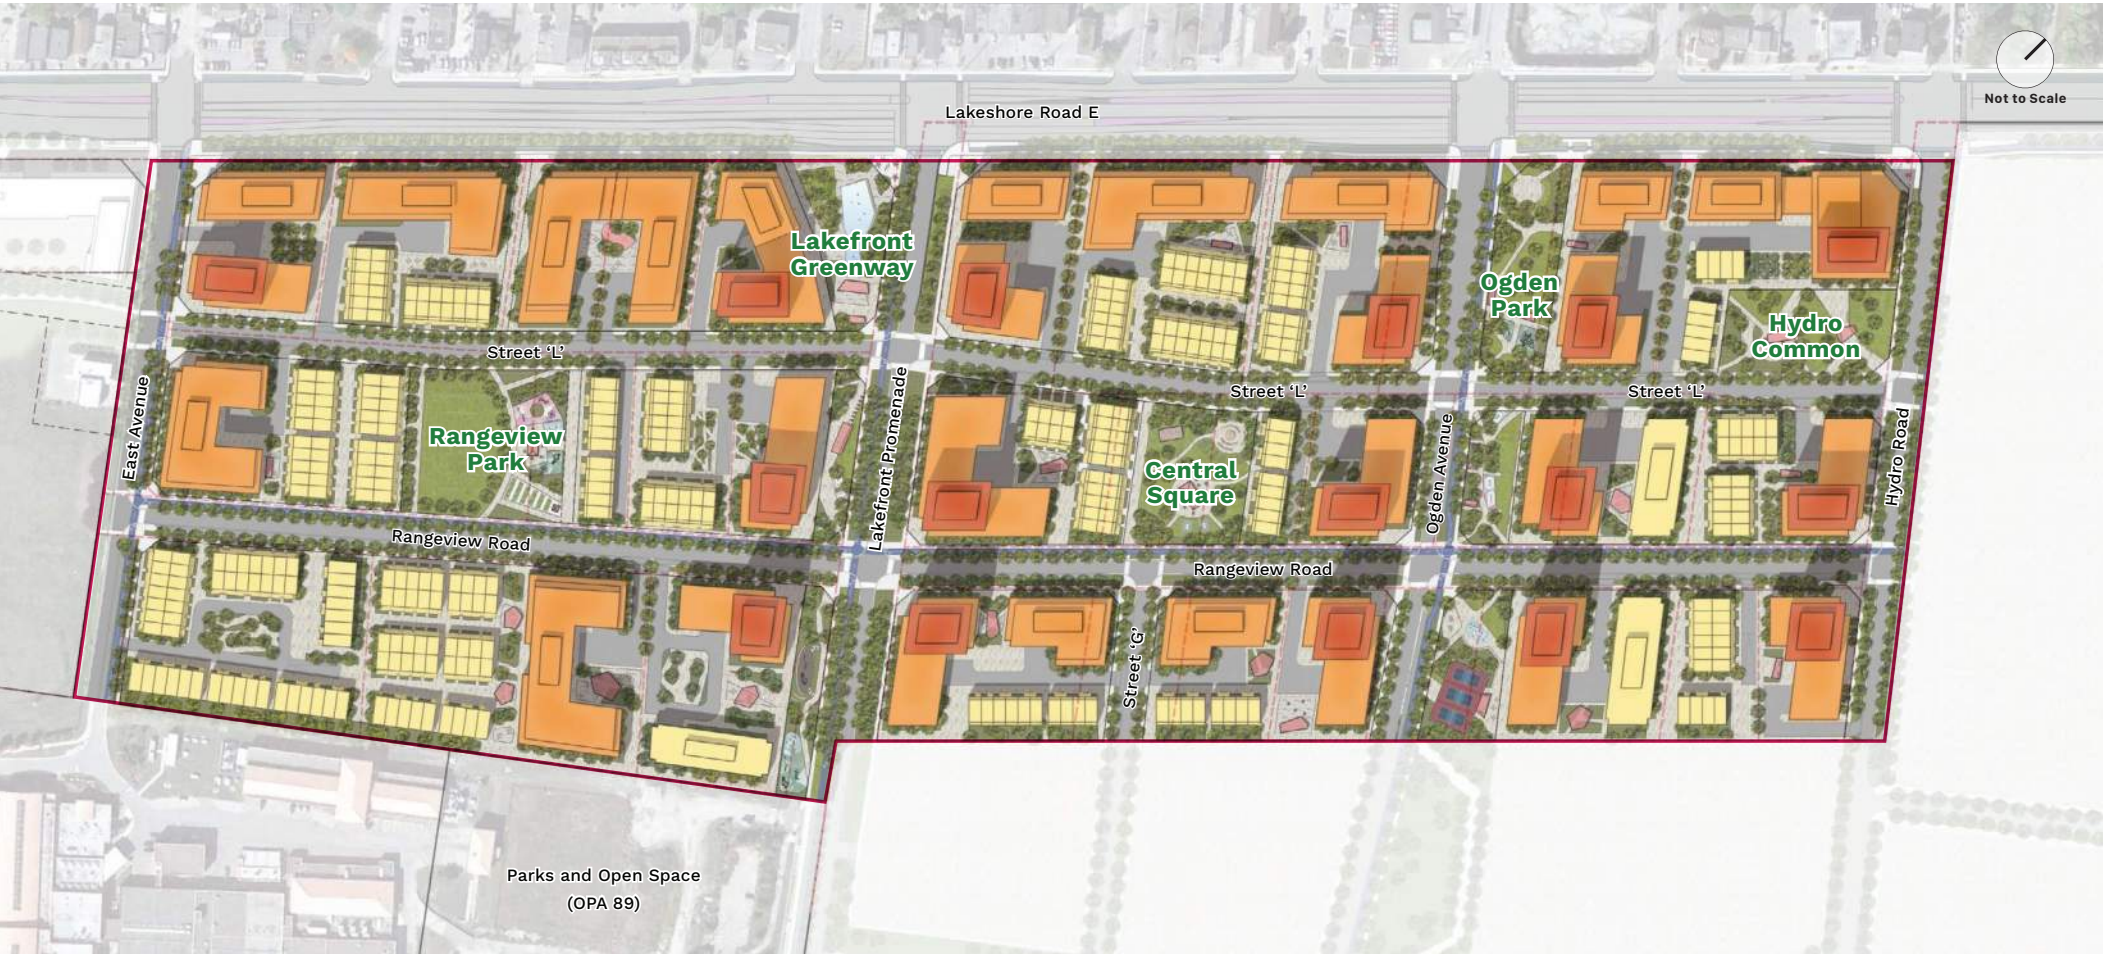 Not to Scale
Lakeshore Road E
Lakefront
Greenway
Ogden
Park
Hydro
Common
Street ‘L’
Street ‘L’
Street ‘L’
East Avenue
Rangeview
Park
Lakefront Promenade
Central
Square
Ogden Avenue
Hydro Road
Rangeview Road
Rangeview Road
Street ‘G’
Parks and Open Space
(OPA 89)